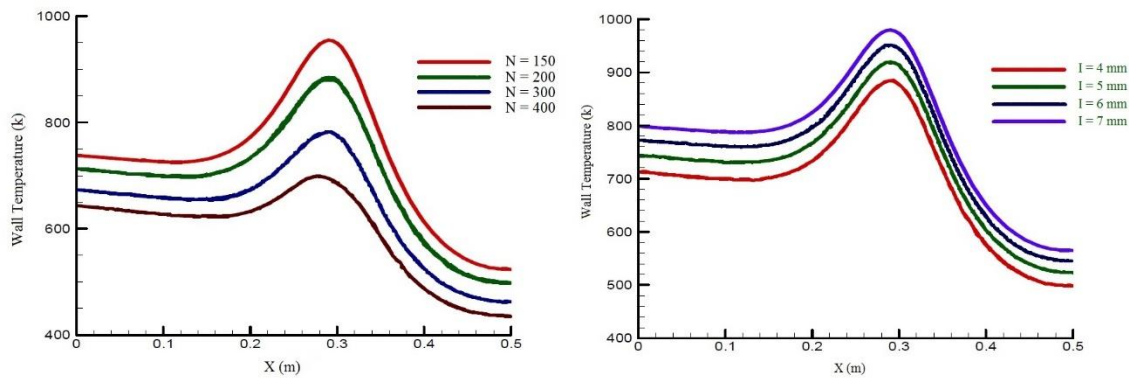 1000
800
600
400
0
0.1
0.2
0.3
0.4
0.5
Wall Temperature (k)
X (m)
N = 150
N = 200
N = 300
N = 400
1000
900
800
700
600
500
400
0
0.1
0.2
0.3
0.4
0.5
Wall Temperature (k)
X (m)
I = 4 mm
I = 5 mm
I = 6 mm
I = 7 mm